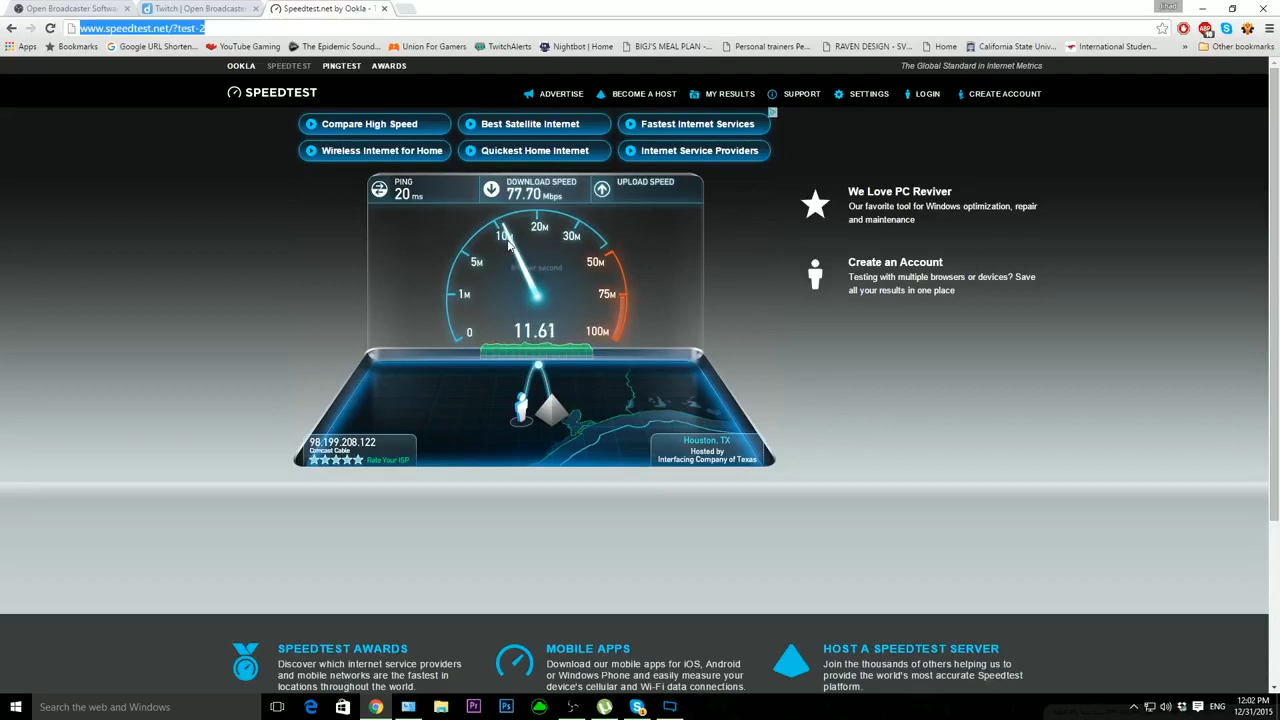 Open Broadcaster Softwa
Twitch | Open Broadcaste
Speedtest.net by Ookla - T
Jihad
www.speedtest.net/?test-2
Apps
Bookmarks
Google URL Shorten...
YouTube Gaming
The Epidemic Sound...
Union For Gamers
TwitchAlerts
Nightbot | Home
BIGJ'S MEAL PLAN -...
Personal trainers Pe...
RAVEN DESIGN - SV...
Home
California State Univ...
International Studen...
»
Other bookmarks
OOKLA SPEEDTEST PINGTEST AWARDS
The Global Standard in Internet Metrics
SPEEDTEST
ADVERTISE
BECOME A HOST
MY RESULTS
SUPPORT
SETTINGS
LOGIN
CREATE ACCOUNT
Compare High Speed
Best Satellite Internet
Fastest Internet Services
Wireless Internet for Home
Quickest Home Internet
Internet Service Providers
PING
20 ms
DOWNLOAD SPEED
77.70 Mbps
UPLOAD SPEED
We Love PC Reviver
Our favorite tool for Windows optimization, repair
and maintenance
Create an Account
Testing with multiple browsers or devices? Save
all your results in one place
0
1M
5M
10M
20M
30M
50M
75M
100M
11.61
98.199.208.122
Comcast Cable
Rate Your ISP
Houston, TX
Hosted by
Interfacing Company of Texas
SPEEDTEST AWARDS
Discover which internet service providers
and mobile networks are the fastest in
locations throughout the world.
MOBILE APPS
Download our mobile apps for iOS, Android
or Windows Phone and easily measure your
device's cellular and Wi-Fi data connections.
HOST A SPEEDTEST SERVER
Join the thousands of others helping us to
provide the world's most accurate Speedtest
platform.
Search the web and Windows
ENG
12:02 PM
12/31/2015